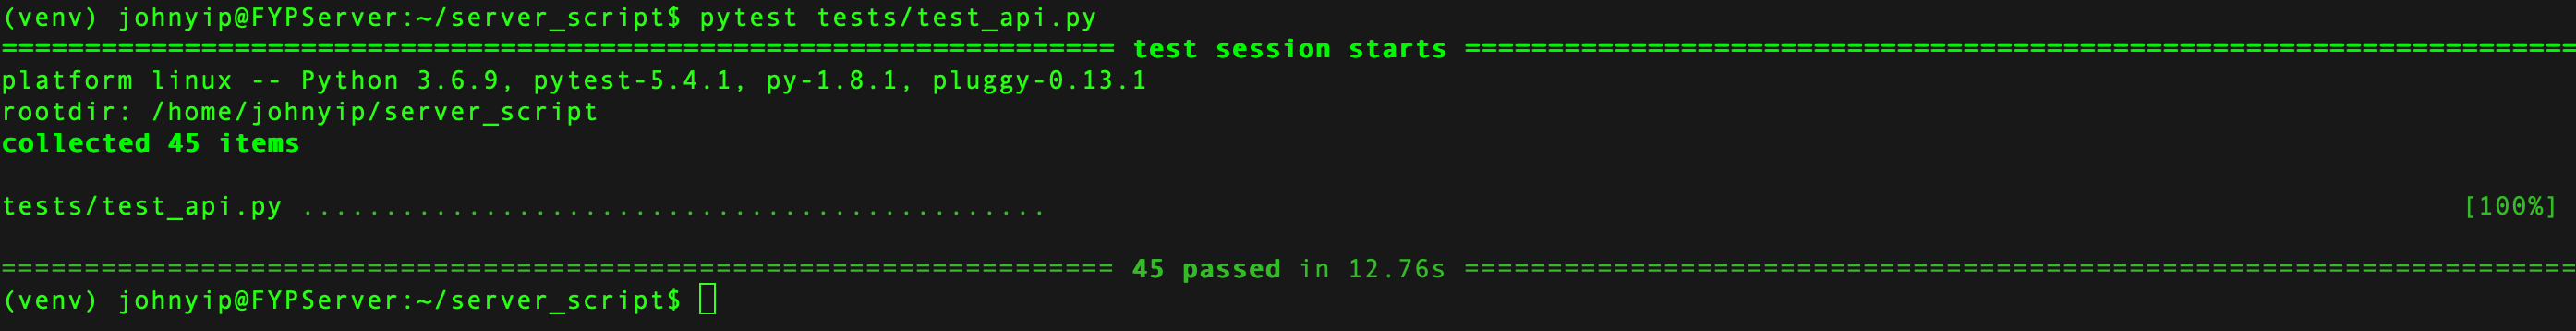 (venv) johnyip@FYPServer:~/server_script$ pytest tests/test_api.py
=================================================================== test session starts ===================================================================
platform linux -- Python 3.6.9, pytest-5.4.1, py-1.8.1, pluggy-0.13.1
rootdir: /home/johnyip/server_script
collected 45 items
tests/test_api.py ............................................. [100%]
=================================================================== 45 passed in 12.76s ===================================================================
(venv) johnyip@FYPServer:~/server_script$